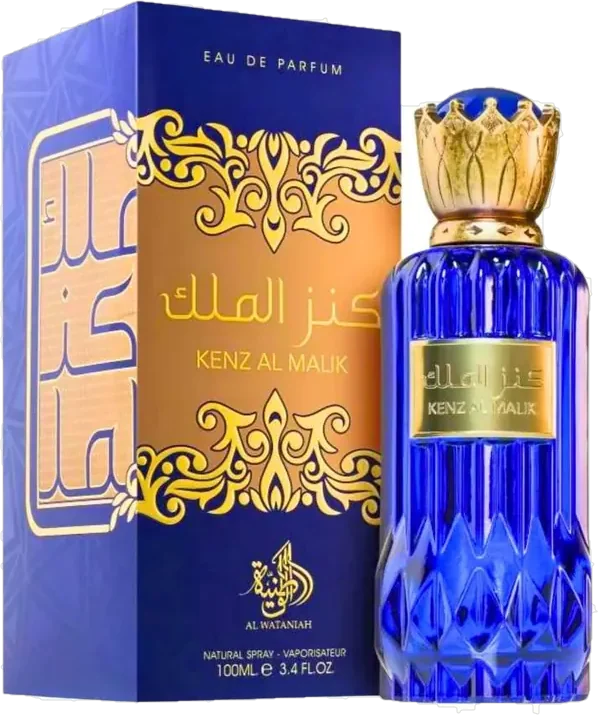 EAU DE PARFUM
كنز الملك
KENZ AL MALIK
الوطنية
AL WATANIAH
NATURAL SPRAY - VAPORISATEUR
100ML. e 3.4 FL.OZ.
كنز الملك
KENZ AL MALIK